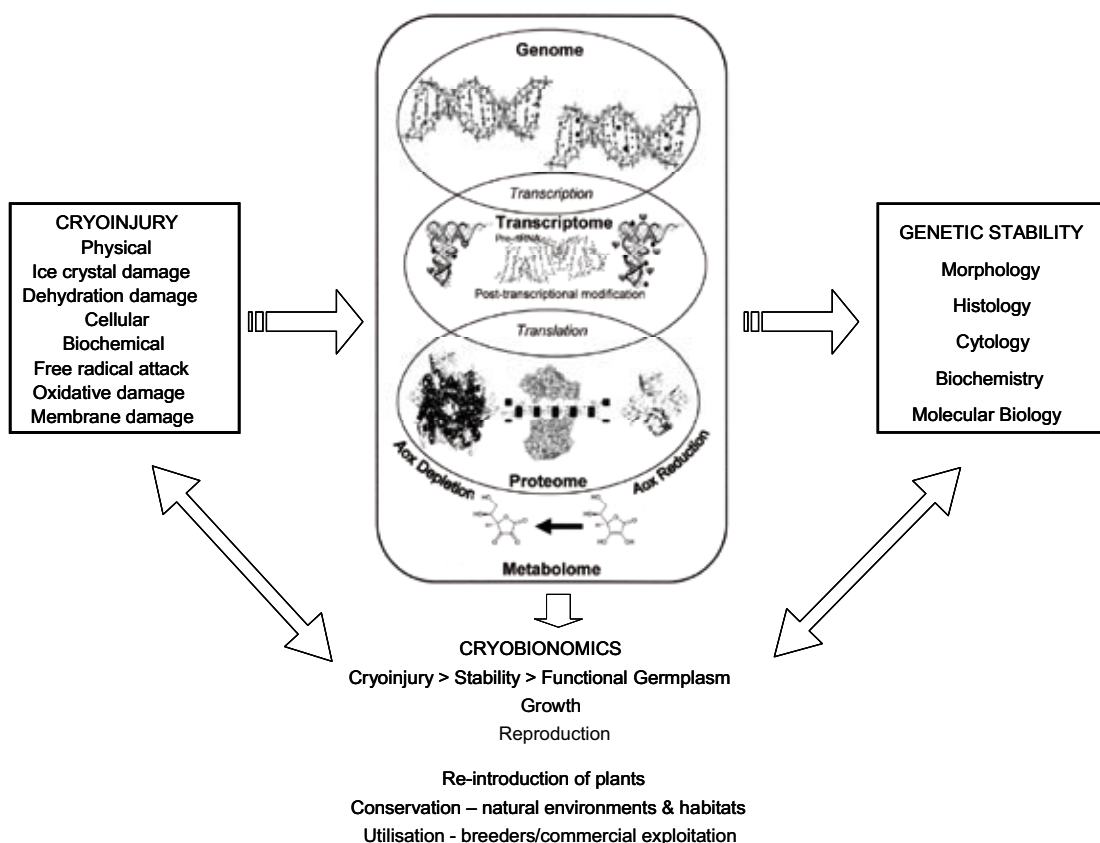 Genome
Transcription
Transcriptome
Pre-tRNA
Post-transcriptional modification
Translation
Aox Depletion
Proteome
Aox Reduction
Metabolome
CRYOINJURY
Physical
Ice crystal damage
Dehydration damage
Cellular
Biochemical
Free radical attack
Oxidative damage
Membrane damage
GENETIC STABILITY
Morphology
Histology
Cytology
Biochemistry
Molecular Biology
CRYOBIONOMICS
Cryoinjury > Stability > Functional Germplasm
Growth
Reproduction
Re-introduction of plants
Conservation – natural environments & habitats
Utilisation - breeders/commercial exploitation